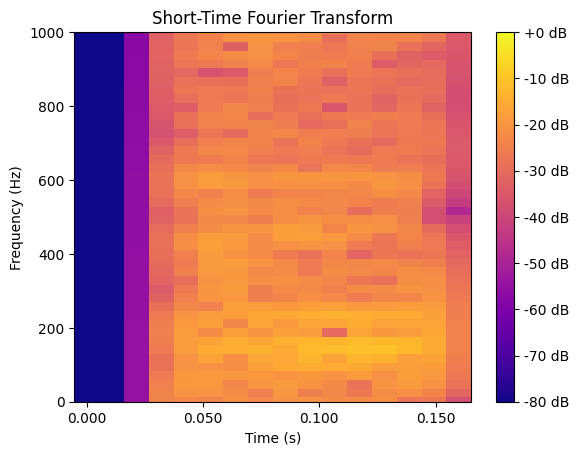 Short-Time Fourier Transform
1000
800
600
400
200
0
Frequency (Hz)
0.000
0.050
0.100
0.150
Time (s)
+0 dB
-10 dB
-20 dB
-30 dB
-40 dB
-50 dB
-60 dB
-70 dB
-80 dB